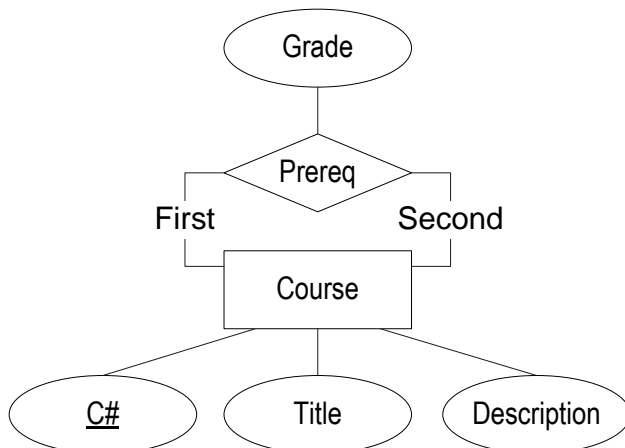 Grade
Prereq
First
Second
Course
C#
Title
Description